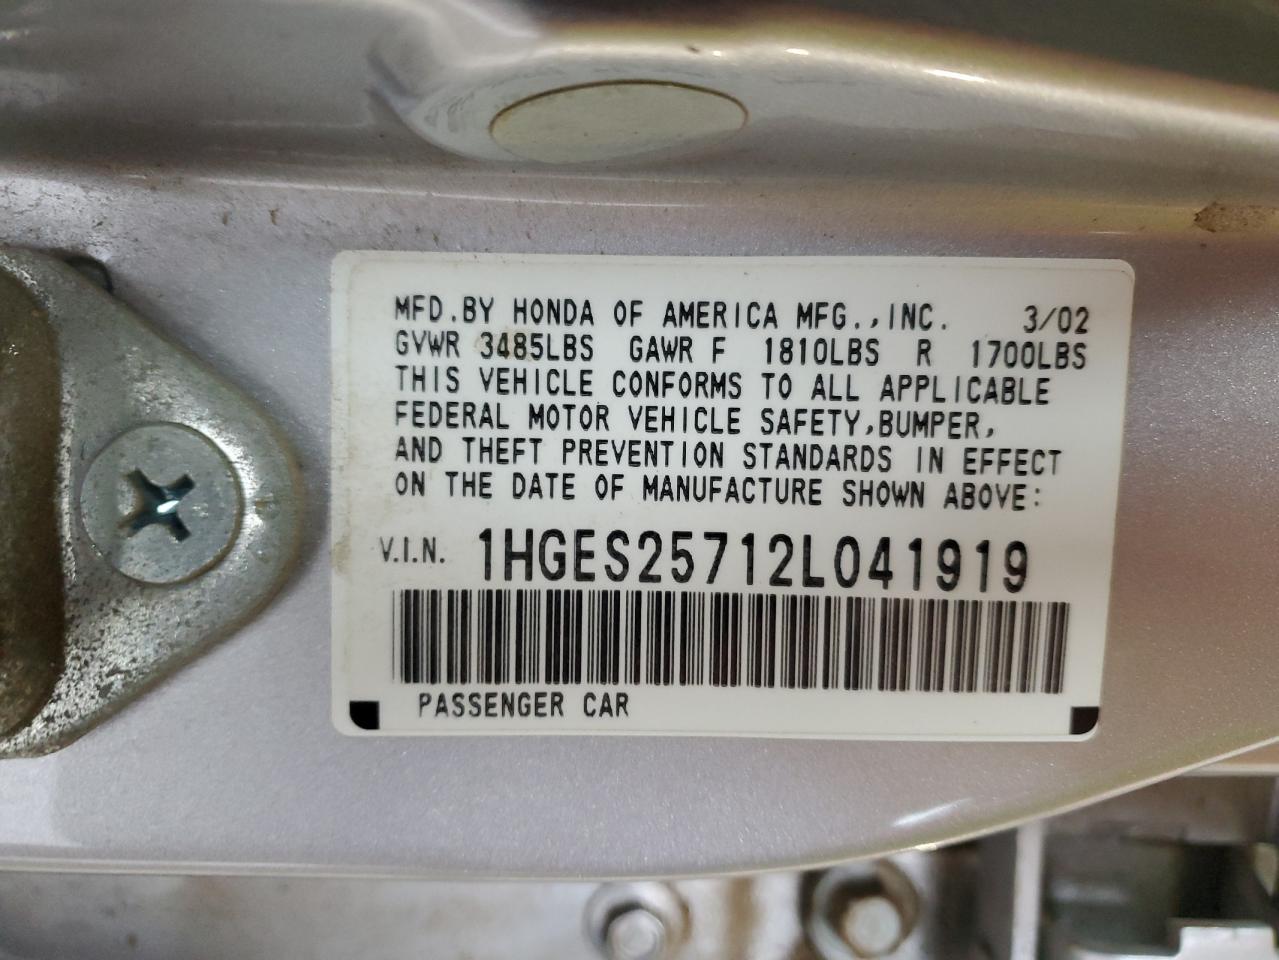 MFD.BY HONDA OF AMERICA MFG.,INC. 3/02
GVWR 3485LBS GAWR F 1810LBS R 1700LBS
THIS VEHICLE CONFORMS TO ALL APPLICABLE
FEDERAL MOTOR VEHICLE SAFETY,BUMPER,
AND THEFT PREVENTION STANDARDS IN EFFECT
ON THE DATE OF MANUFACTURE SHOWN ABOVE:
V.I.N. 1HGES25712L041919
PASSENGER CAR